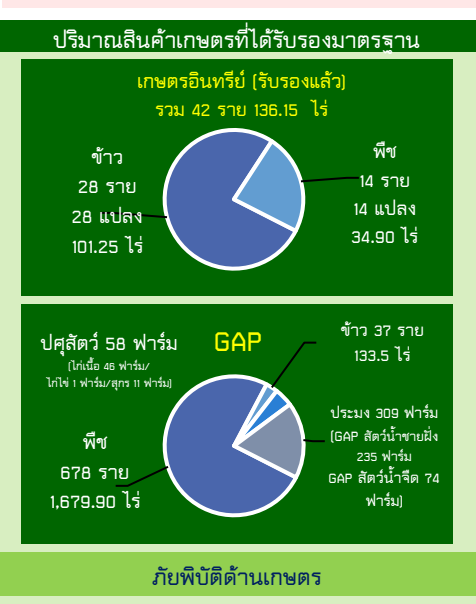 ปริมาณสินค้าเกษตรที่ได้รับรองมาตรฐาน
เกษตรอินทรีย์ (รับรองแล้ว)
รวม 42 ราย 136.15 ไร่
ข้าว
28 ราย
28 แปลง
101.25 ไร่
พืช
14 ราย
14 แปลง
34.90 ไร่
GAP
ปศุสัตว์ 58 ฟาร์ม
(ไก่เนื้อ 46 ฟาร์ม/
ไก่ไข่ 1 ฟาร์ม/สุกร 11 ฟาร์ม)
ข้าว 37 ราย
133.5 ไร่
ประมง 309 ฟาร์ม
(GAP สัตว์น้ำชายฝั่ง
235 ฟาร์ม
GAP สัตว์น้ำจืด 74
ฟาร์ม)
พืช
678 ราย
1,679.90 ไร่
ภัยพิบัติด้านเกษตร